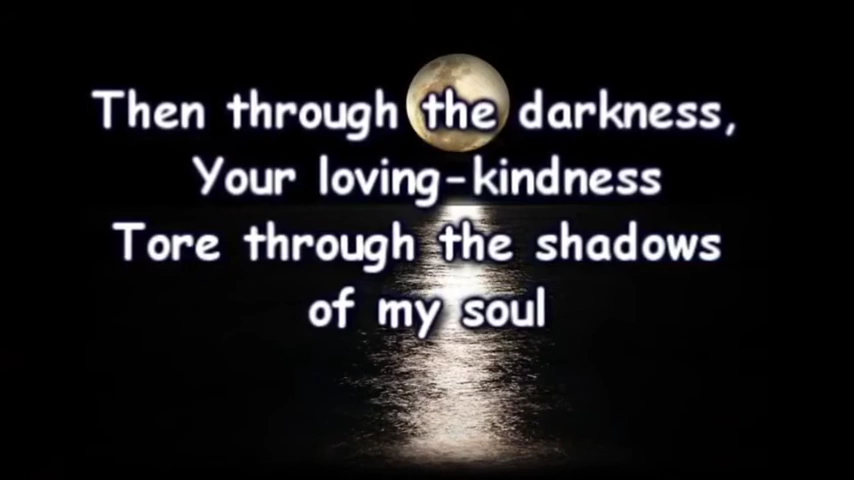 Then through the darkness,
Your loving-kindness
Tore through the shadows
of my soul